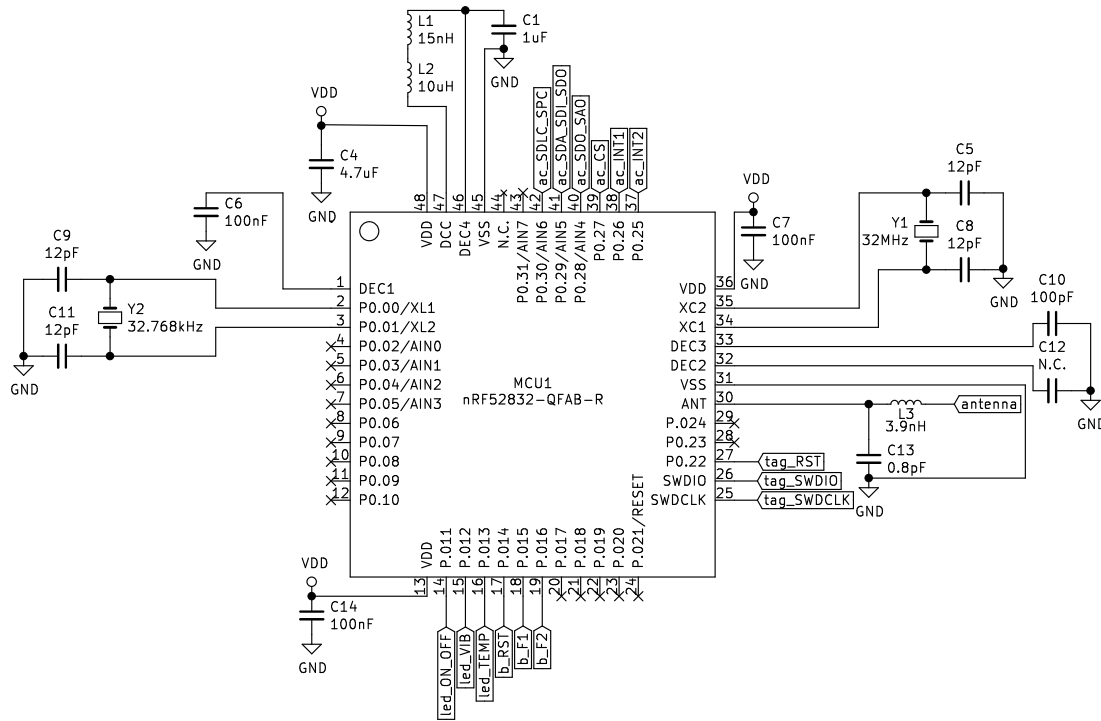 L1
15nH
C1
1uF
L2
10uH
GND
VDD
C4
4.7uF
GND
ac_SDLC_SPC
ac_SDA_SDI_SDO
ac_SDO_SAO
ac_CS
ac_INT1
ac_INT2
C6
100nF
GND
48
47
46
45
44
43
42
41
40
39
38
37
VDD
DCC
DEC4
VSS
N.C.
P0.31/AIN7
P0.30/AIN6
P0.29/AIN5
P0.28/AIN4
P0.27
P0.26
P0.25
VDD
C7
100nF
GND
C5
12pF
Y1
32MHz
C8
12pF
GND
C9
12pF
C11
12pF
Y2
32.768kHz
GND
1 DEC1
2 P0.00/XL1
3 P0.01/XL2
4 P0.02/AIN0
5 P0.03/AIN1
6 P0.04/AIN2
7 P0.05/AIN3
8 P0.06
9 P0.07
10 P0.08
11 P0.09
12 P0.10
MCU1
nRF52832-QFAB-R
VDD 36
XC2 35
XC1 34
DEC3 33
DEC2 32
VSS 31
ANT 30
P.024 29
P0.23 28
P0.22 27
SWDIO 26
SWDCLK 25
C10
100pF
C12
N.C.
GND
L3
3.9nH
antenna
C13
0.8pF
GND
tag_RST
tag_SWDIO
tag_SWDCLK
VDD
P.011
P.012
P.013
P.014
P.015
P.016
P.017
P.018
P.019
P.020
P.021/RESET
13
14
15
16
17
18
19
20
21
22
23
24
VDD
C14
100nF
GND
led_ON_OFF
led_VIB
led_TEMP
b_RST
b_F1
b_F2